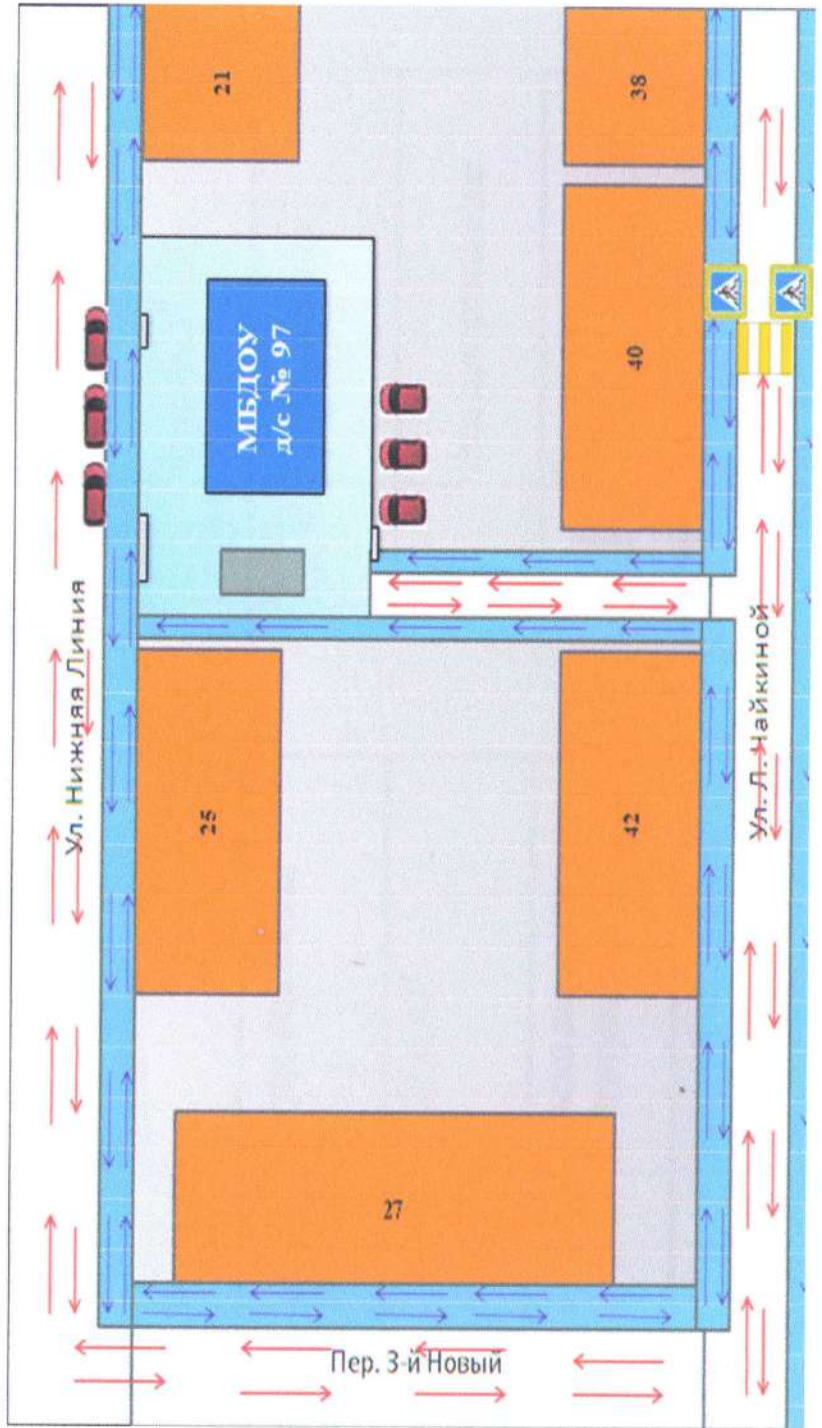 Ул. Нижняя Линия
21
38
МБДОУ
д/с № 97
40
25
42
Ул. Л. Чайкиной
27
Пер. 3-й Новый